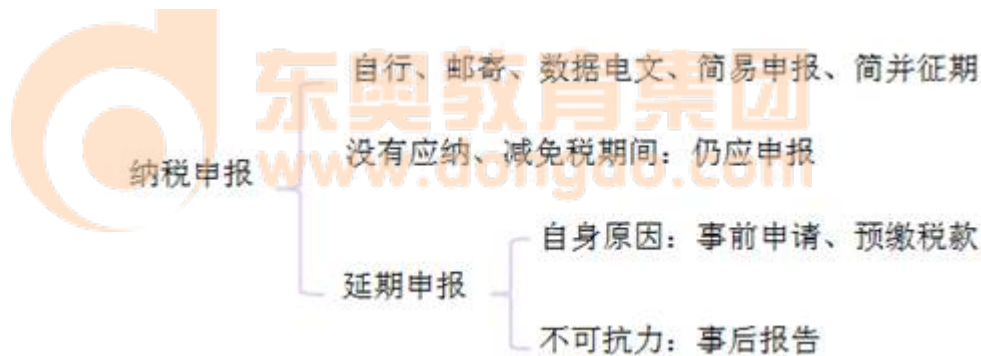 自行、邮寄、数据电文、简易申报、简并征期
东奥教育集团
没有应纳、减免税期间：仍应申报
www.dongao.com
纳税申报
自身原因：事前申请、预缴税款
延期申报
不可抗力：事后报告